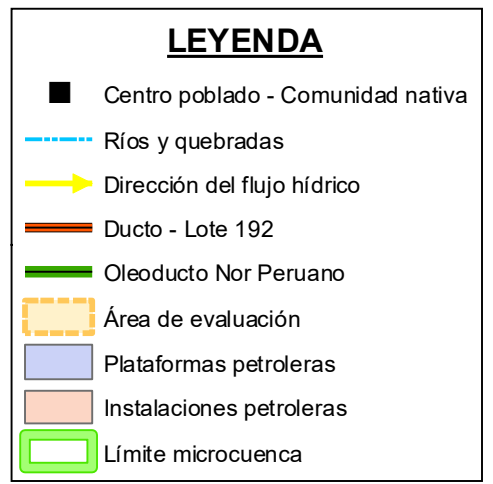 LEYENDA
Centro poblado - Comunidad nativa
Ríos y quebradas
Dirección del flujo hídrico
Ducto - Lote 192
Oleoducto Nor Peruano
Área de evaluación
Plataformas petroleras
Instalaciones petroleras
Límite microcuenca